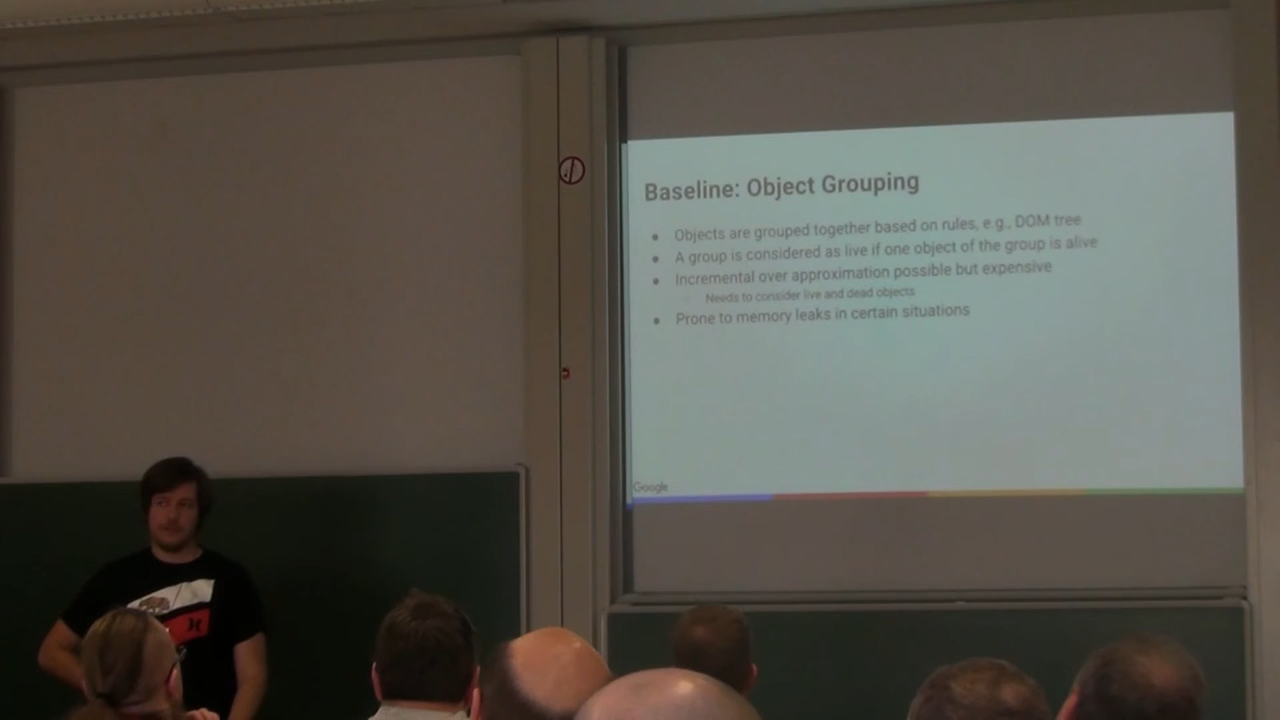 Baseline: Object Grouping
● Objects are grouped together based on rules, e.g., DOM tree
● A group is considered as live if one object of the group is alive
● Incremental over approximation possible but expensive
○ Needs to consider live and dead objects
● Prone to memory leaks in certain situations
Google